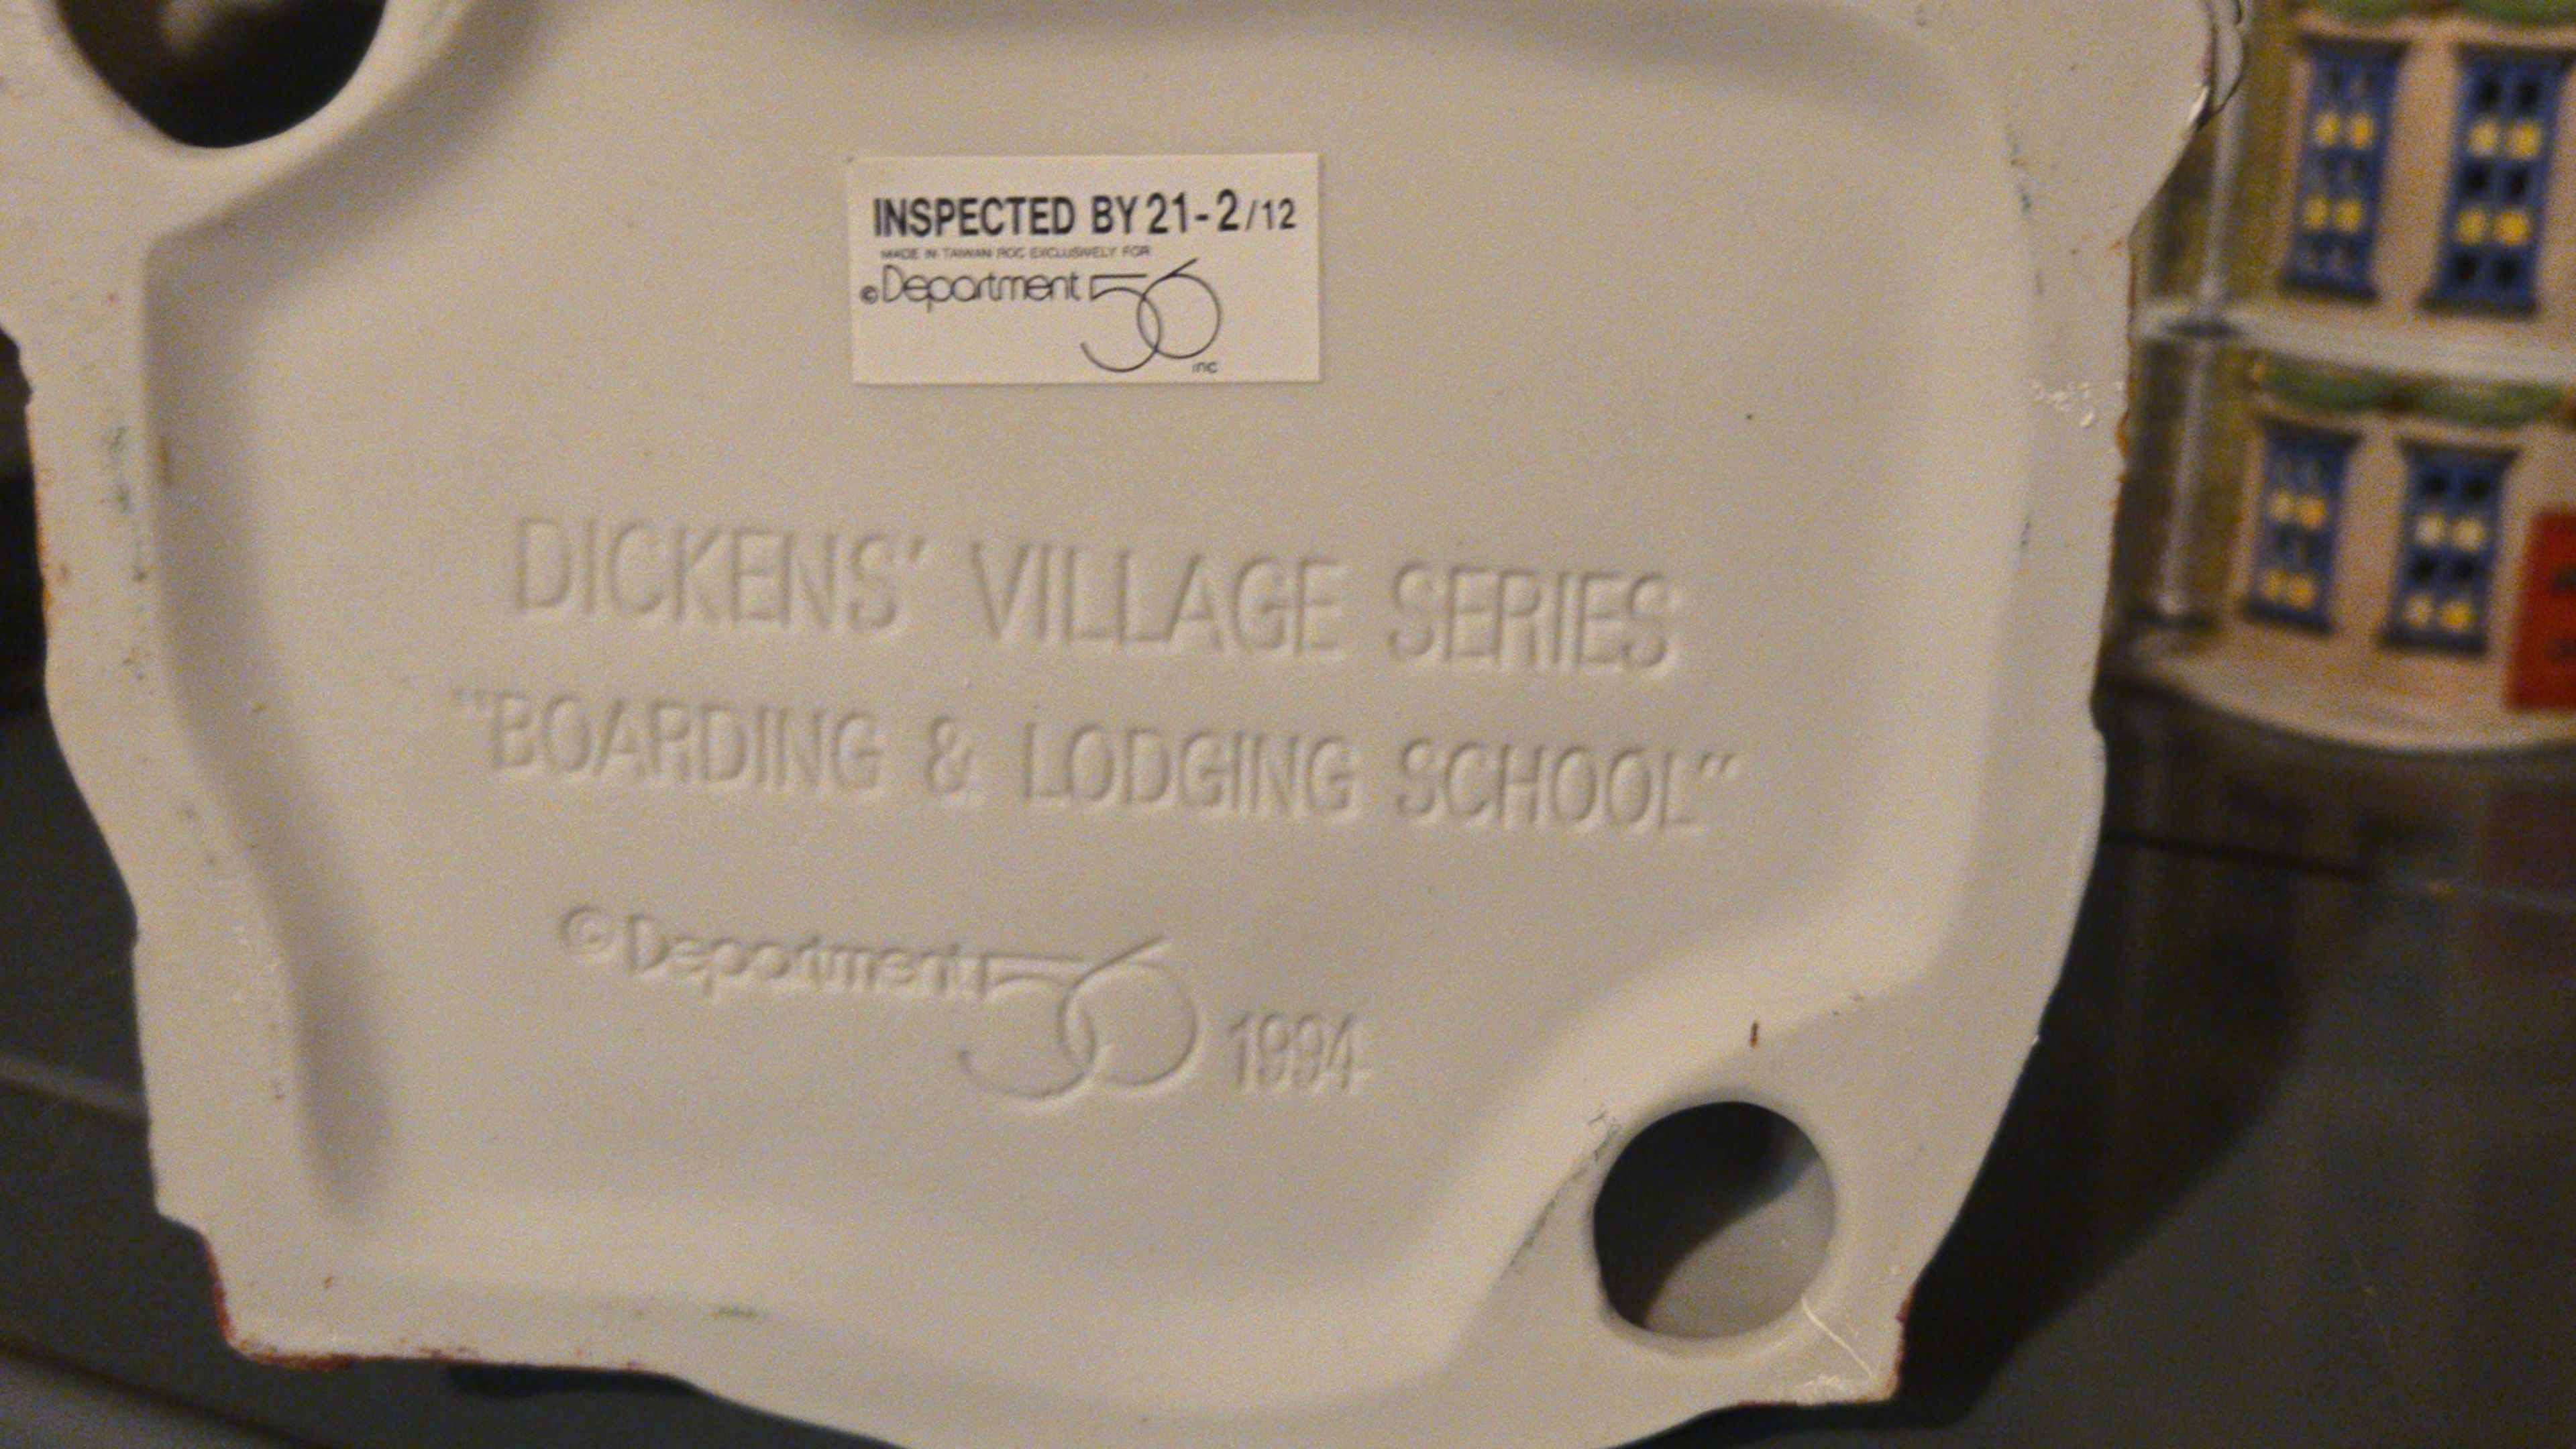 INSPECTED BY 21-2/12
MADE IN TAIWAN ROC EXCLUSIVELY FOR
©Department 56
inc
DICKENS' VILLAGE SERIES
"BOARDING & LODGING SCHOOL"
©Department 56 1994